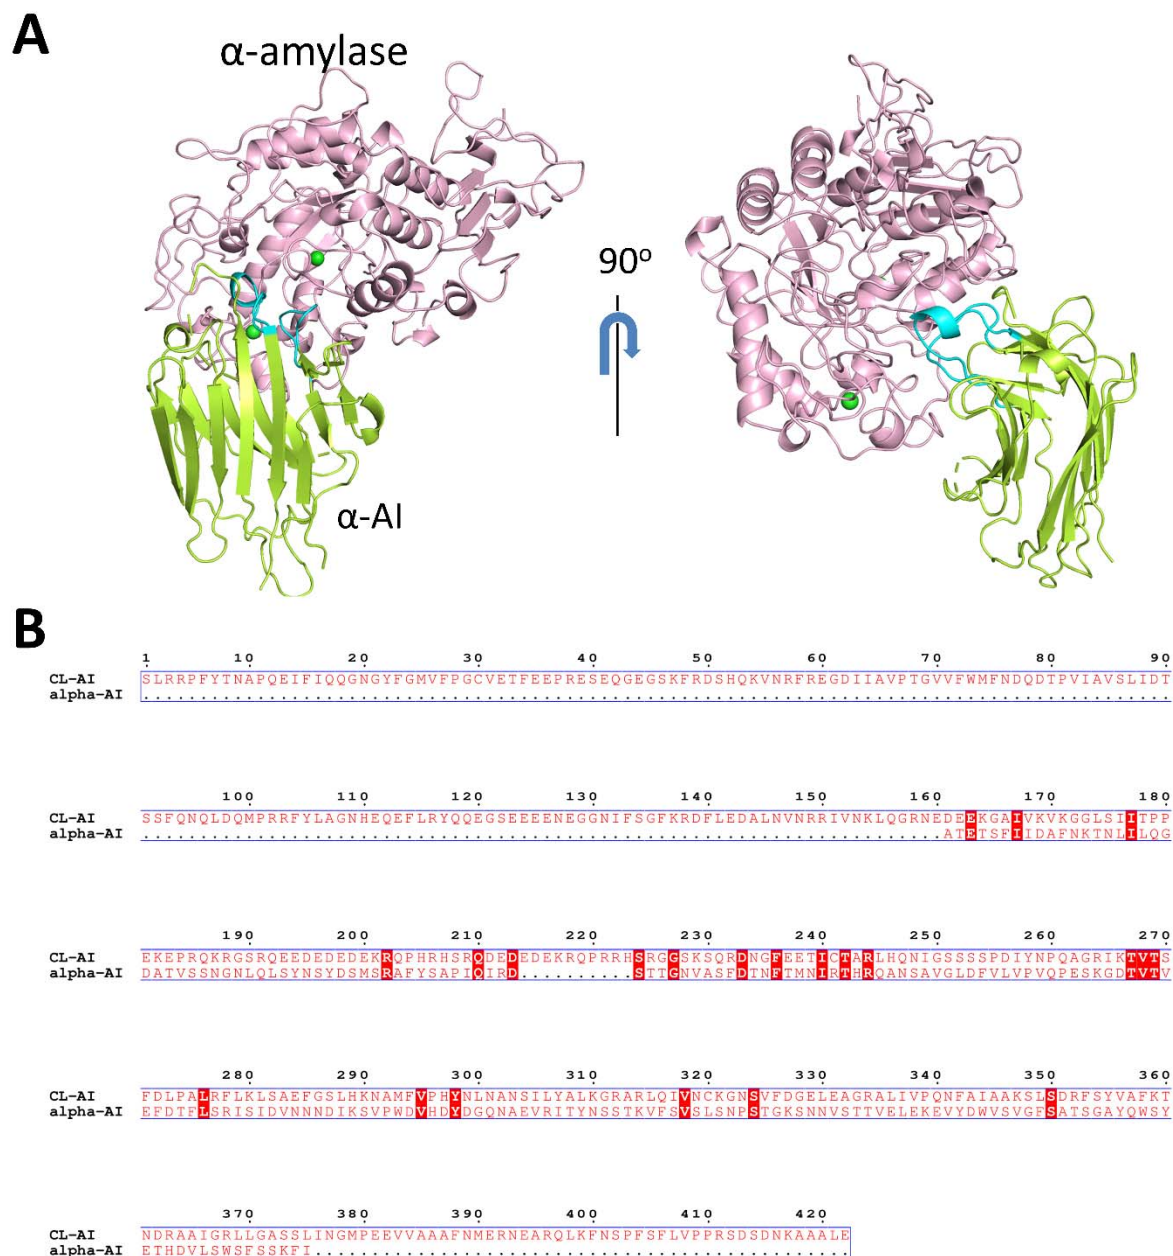 A
α-amylase
90°
α-AI
B
1 10 20 30 40 50 60 70 80 90
CL-AI SLRRPFYTNAPQEIFIQQGNGYFGMVFPGCVETFEEPRESEQGEGSKFRDSHQKVNRFREGDIIAVPTGVVFWMFNDQDTPVIAVSLIDT
alpha-AI ..........................................................................................
100 110 120 130 140 150 160 170 180
CL-AI SSFQNQLDQMPRRFYLAGNHEQEFLRYQQEGSEEEENEGGNIFSGFKRDFLEDALNVNRRIVNKLQGRNEDEEKGAIVKVKGGLSIITPP
alpha-AI ......................................................................ATETSFIIDAFNKTNLILQG
190 200 210 220 230 240 250 260 270
CL-AI EKEPRQKRGSRQEEDEDEDEKRQPHRHSRQDEDEDEKRQPRRHSRGGSKSQRDNGFEETICTARLHQNIGSSSSPDIYNPQAGRIKTVTS
alpha-AI DATVSSNGNLQLSYNSYDSMSRAFYSAPIQIRD..........STTGNVASFDTNFTMNIRTHRQANSAVGLDFVLVPVQPESKGDTVTV
280 290 300 310 320 330 340 350 360
CL-AI FDLPALRFLKLSAEFGSLHKNAMFVPHYNLNANSILYALKGRARLQIVNCKGNSVFDGELEAGRALIVPQNFAIAAKSLSDRFSYVAFKT
alpha-AI EFDTFLSRISIDVNNNDIKSVPWDVHDYDGQNAEVRITYNSSTKVFSVSLSNPSTGKSNNVSTTVELEKEVYDWVSVGFSATSGAYQWSY
370 380 390 400 410 420
CL-AI NDRAAIGRLLGASSLINGMPEEVVAAAFNMERNEARQLKFNSPFSFLVPPRSDSDNKAAALE
alpha-AI ETHDVLSWSFSSKFI...............................................